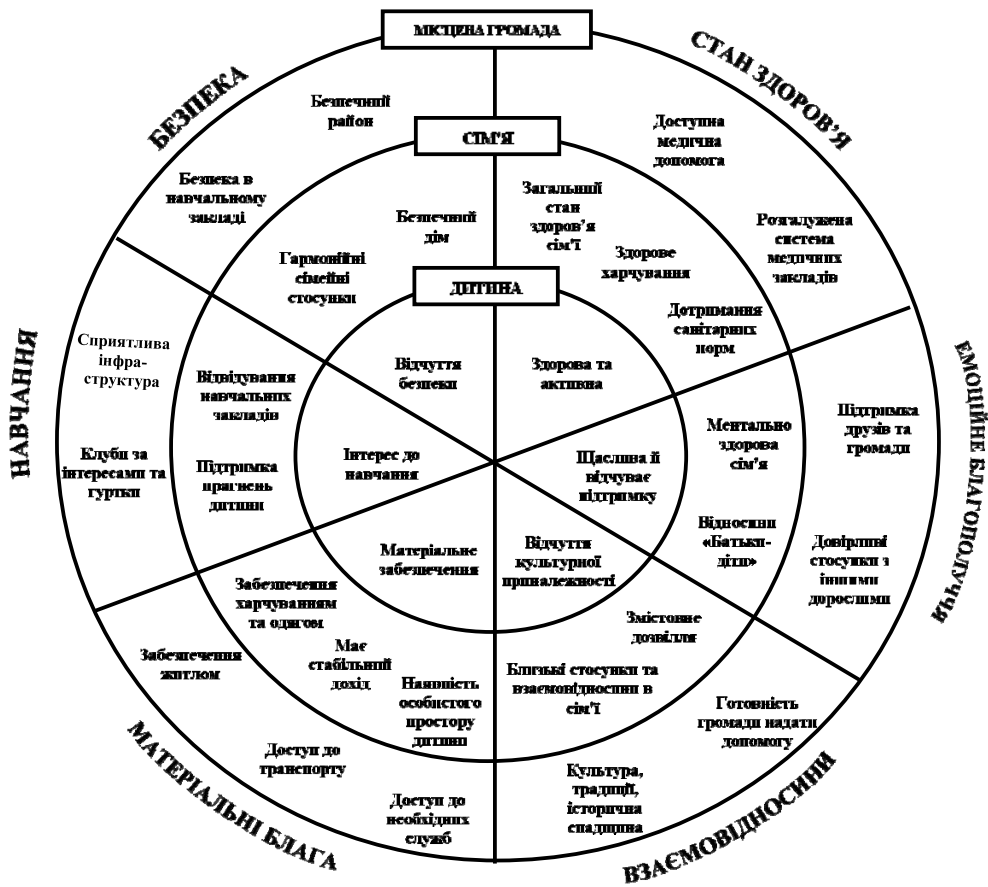 МІСЦЕВА ГРОМАДА
СТАН ЗДОРОВ’Я
БЕЗПЕКА
Безпечний
район
Доступна
медична
допомога
СІМ'Я
Безпека в
навчальному
закладі
Загальний
стан
здоров’я
сім’ї
Безпечний
дім
Розгалужена
система
медичних
закладів
Гармонійні
сімейні
стосунки
Здорове
харчування
ДИТИНА
Дотримання
санітарних
норм
НАВЧАННЯ
Сприятлива
інфра-
структура
Відвідування
навчальних
закладів
Відчуття
безпеки
Здорова та
активна
ЕМОЦІЙНЕ БЛАГОПОЛУЧЧЯ
Підтримка
друзів та
громади
Ментально
здорова
сім’я
Клуби за
інтересами та
гуртки
Підтримка
прагнень
дитини
Інтерес до
навчання
Щаслива й
відчуває
підтримку
Відносини
«Батьки-
діти»
Довірливі
стосунки з
іншими
дорослими
Матеріальне
забезпечення
Відчуття
культурної
приналежності
Забезпечення
харчуванням
та одягом
Змістовне
дозвілля
Забезпечення
житлом
Має
стабільний
дохід
Наявність
особистого
простору
дитини
Близькі стосунки та
взаємовідносин в
сім’ї
Готовність
громади надати
допомогу
Доступ до
транспорту
Доступ до
необхідних
служб
Культура,
традиції,
історична
спадщина
МАТЕРІАЛЬНІ БЛАГА
ВЗАЄМОВІДНОСИНИ